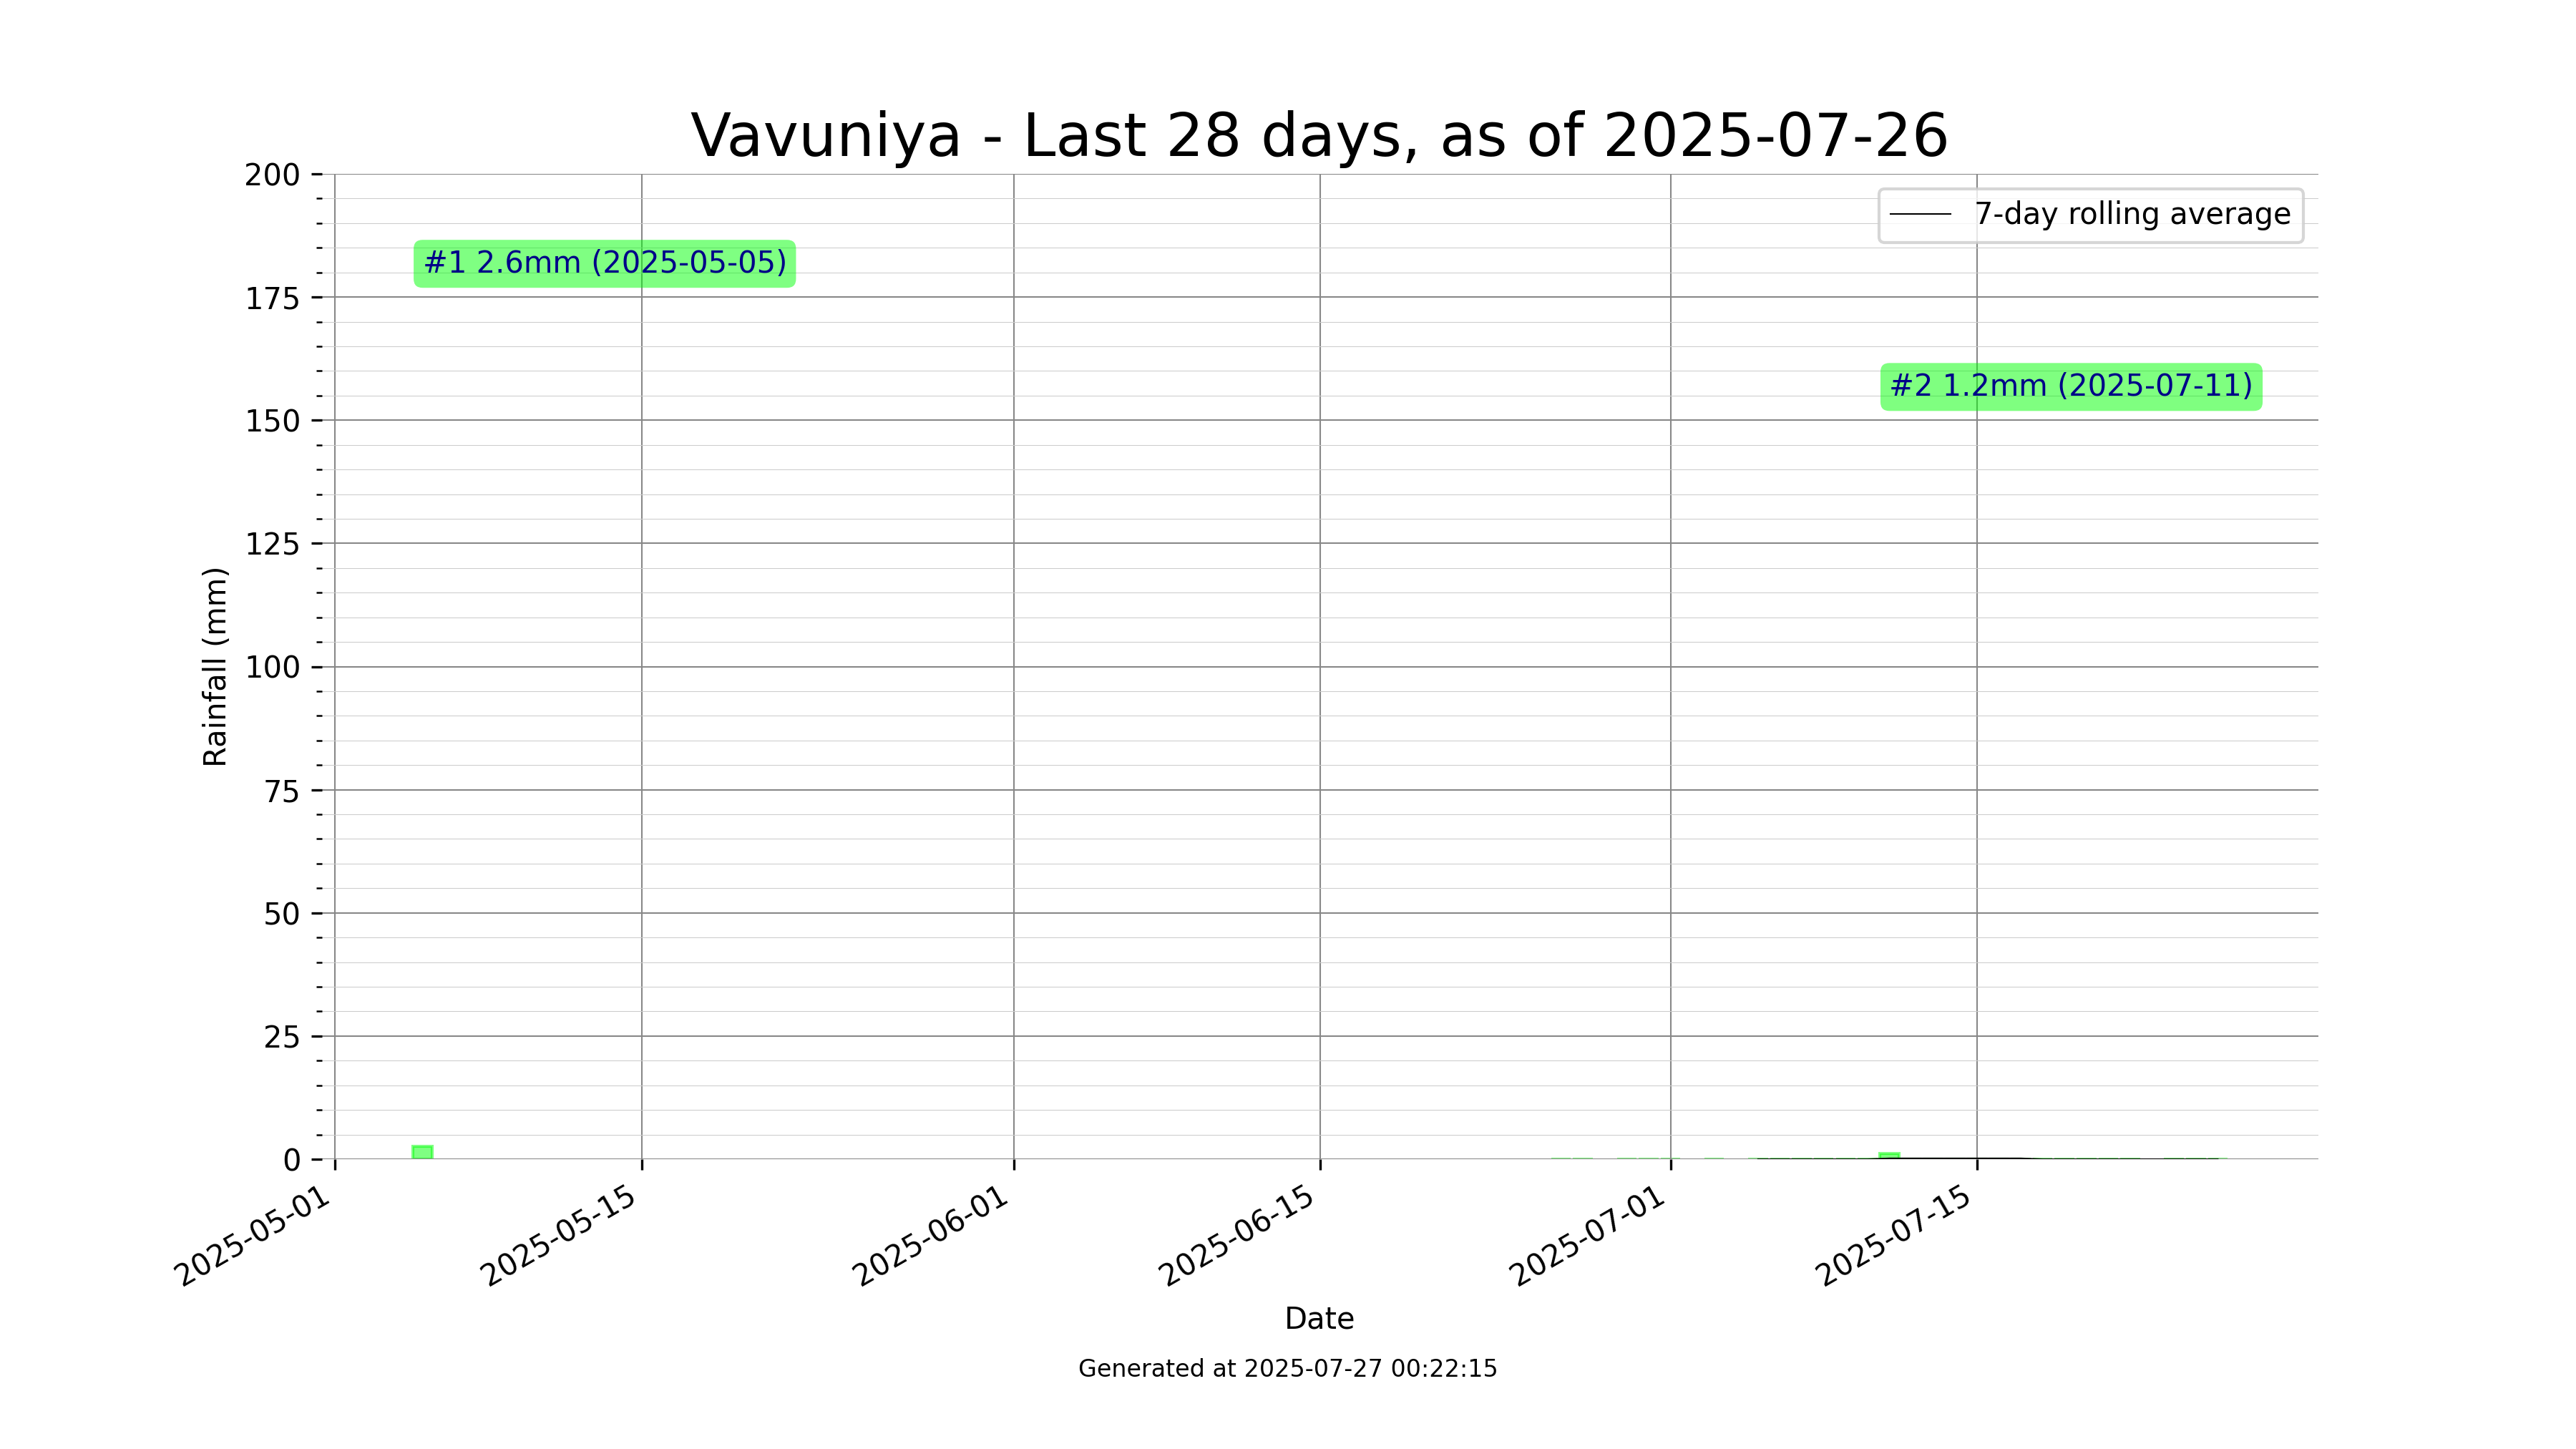 Vavuniya - Last 28 days, as of 2025-07-26
200
175
150
125
100
75
50
25
0
Rainfall (mm)
7-day rolling average
#1 2.6mm (2025-05-05)
#2 1.2mm (2025-07-11)
2025-05-01
2025-05-15
2025-06-01
2025-06-15
2025-07-01
2025-07-15
Date
Generated at 2025-07-27 00:22:15